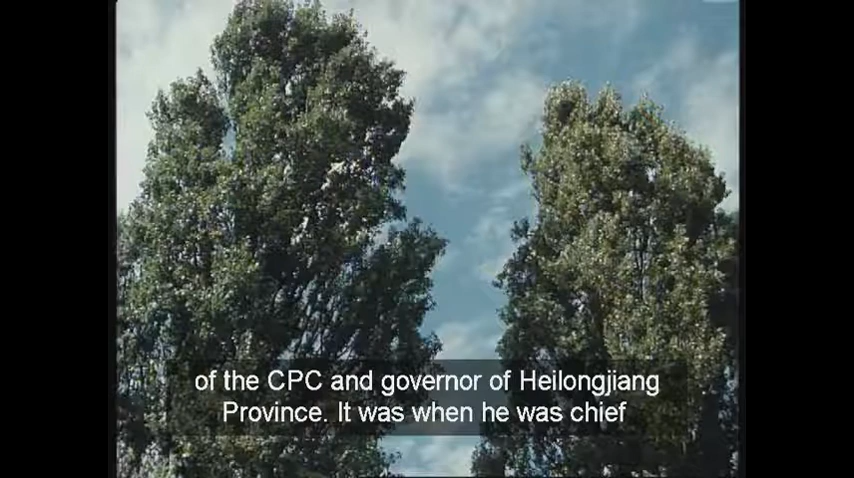 of the CPC and governor of Heilongjiang
Province. It was when he was chief